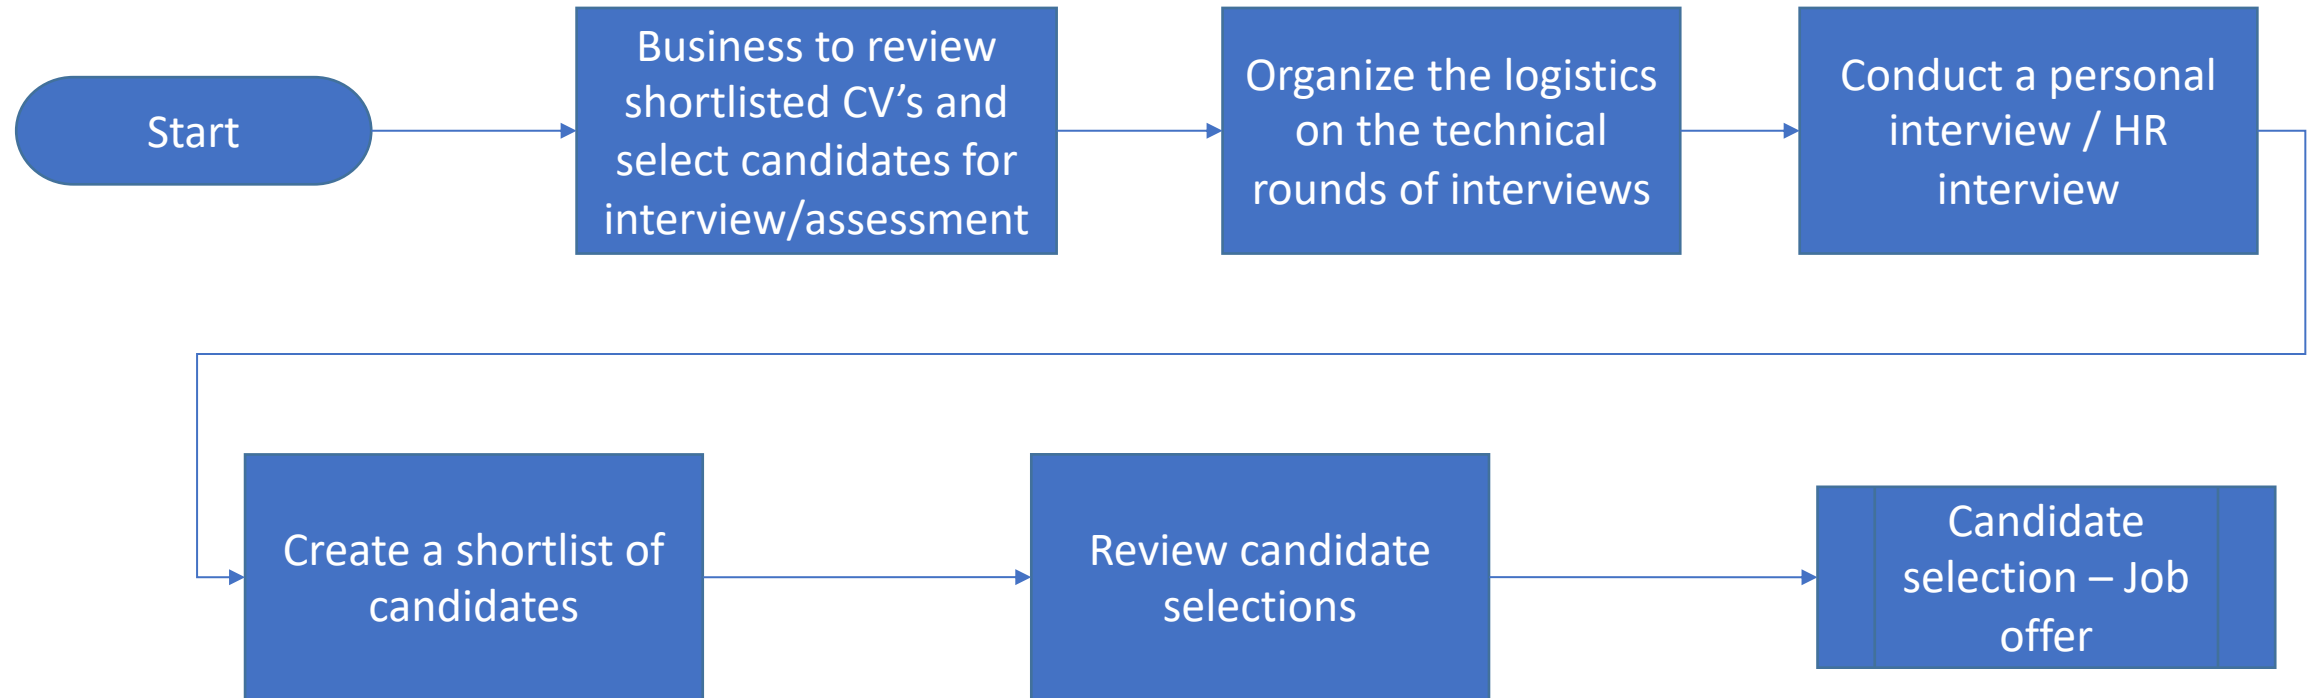 Start
Business to review
shortlisted CV’s and
select candidates for
interview/assessment
Organize the logistics
on the technical
rounds of interviews
Conduct a personal
interview / HR
interview
Create a shortlist of
candidates
Review candidate
selections
Candidate
selection – Job
offer